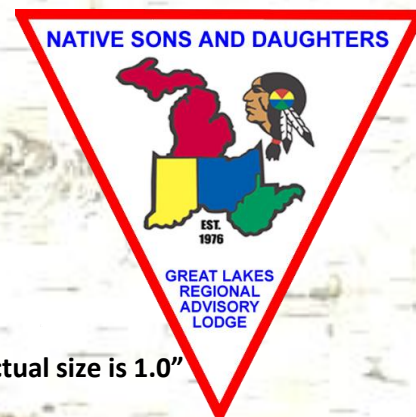 NATIVE SONS AND DAUGHTERS
EST.
1976
GREAT LAKES
REGIONAL
ADVISORY
LODGE
ctual size is 1.0”